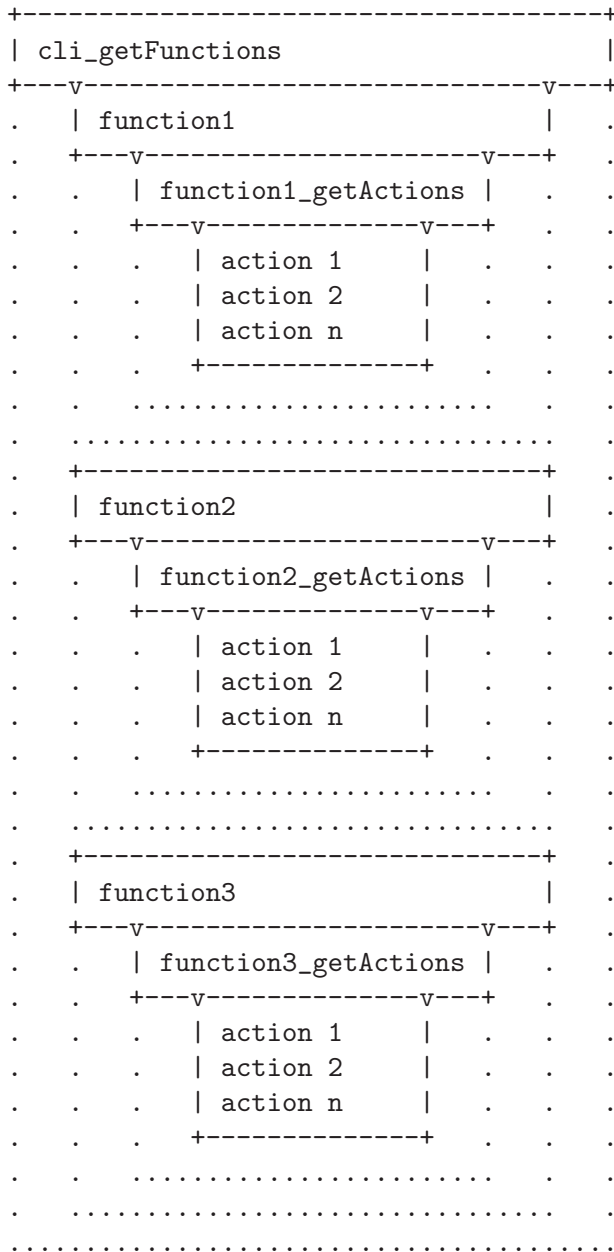 +---------------------------------------+
| cli_getFunctions                      |
+---v------------------------------v---+
.   | function1                    |   .
.   +---v----------------------v---+   .
.   .   | function1_getActions |   .   .
.   .   +---v--------------v---+   .   .
.   .   .   | action 1     |   .   .   .
.   .   .   | action 2     |   .   .   .
.   .   .   | action n     |   .   .   .
.   .   .   +--------------+   .   .   .
.   .   ........................   .   .
.   ................................   .
.   +------------------------------+   .
.   | function2                    |   .
.   +---v----------------------v---+   .
.   .   | function2_getActions |   .   .
.   .   +---v--------------v---+   .   .
.   .   .   | action 1     |   .   .   .
.   .   .   | action 2     |   .   .   .
.   .   .   | action n     |   .   .   .
.   .   .   +--------------+   .   .   .
.   .   ........................   .   .
.   ................................   .
.   +------------------------------+   .
.   | function3                    |   .
.   +---v----------------------v---+   .
.   .   | function3_getActions |   .   .
.   .   +---v--------------v---+   .   .
.   .   .   | action 1     |   .   .   .
.   .   .   | action 2     |   .   .   .
.   .   .   | action n     |   .   .   .
.   .   .   +--------------+   .   .   .
.   .   ........................   .   .
.   ................................   .
........................................